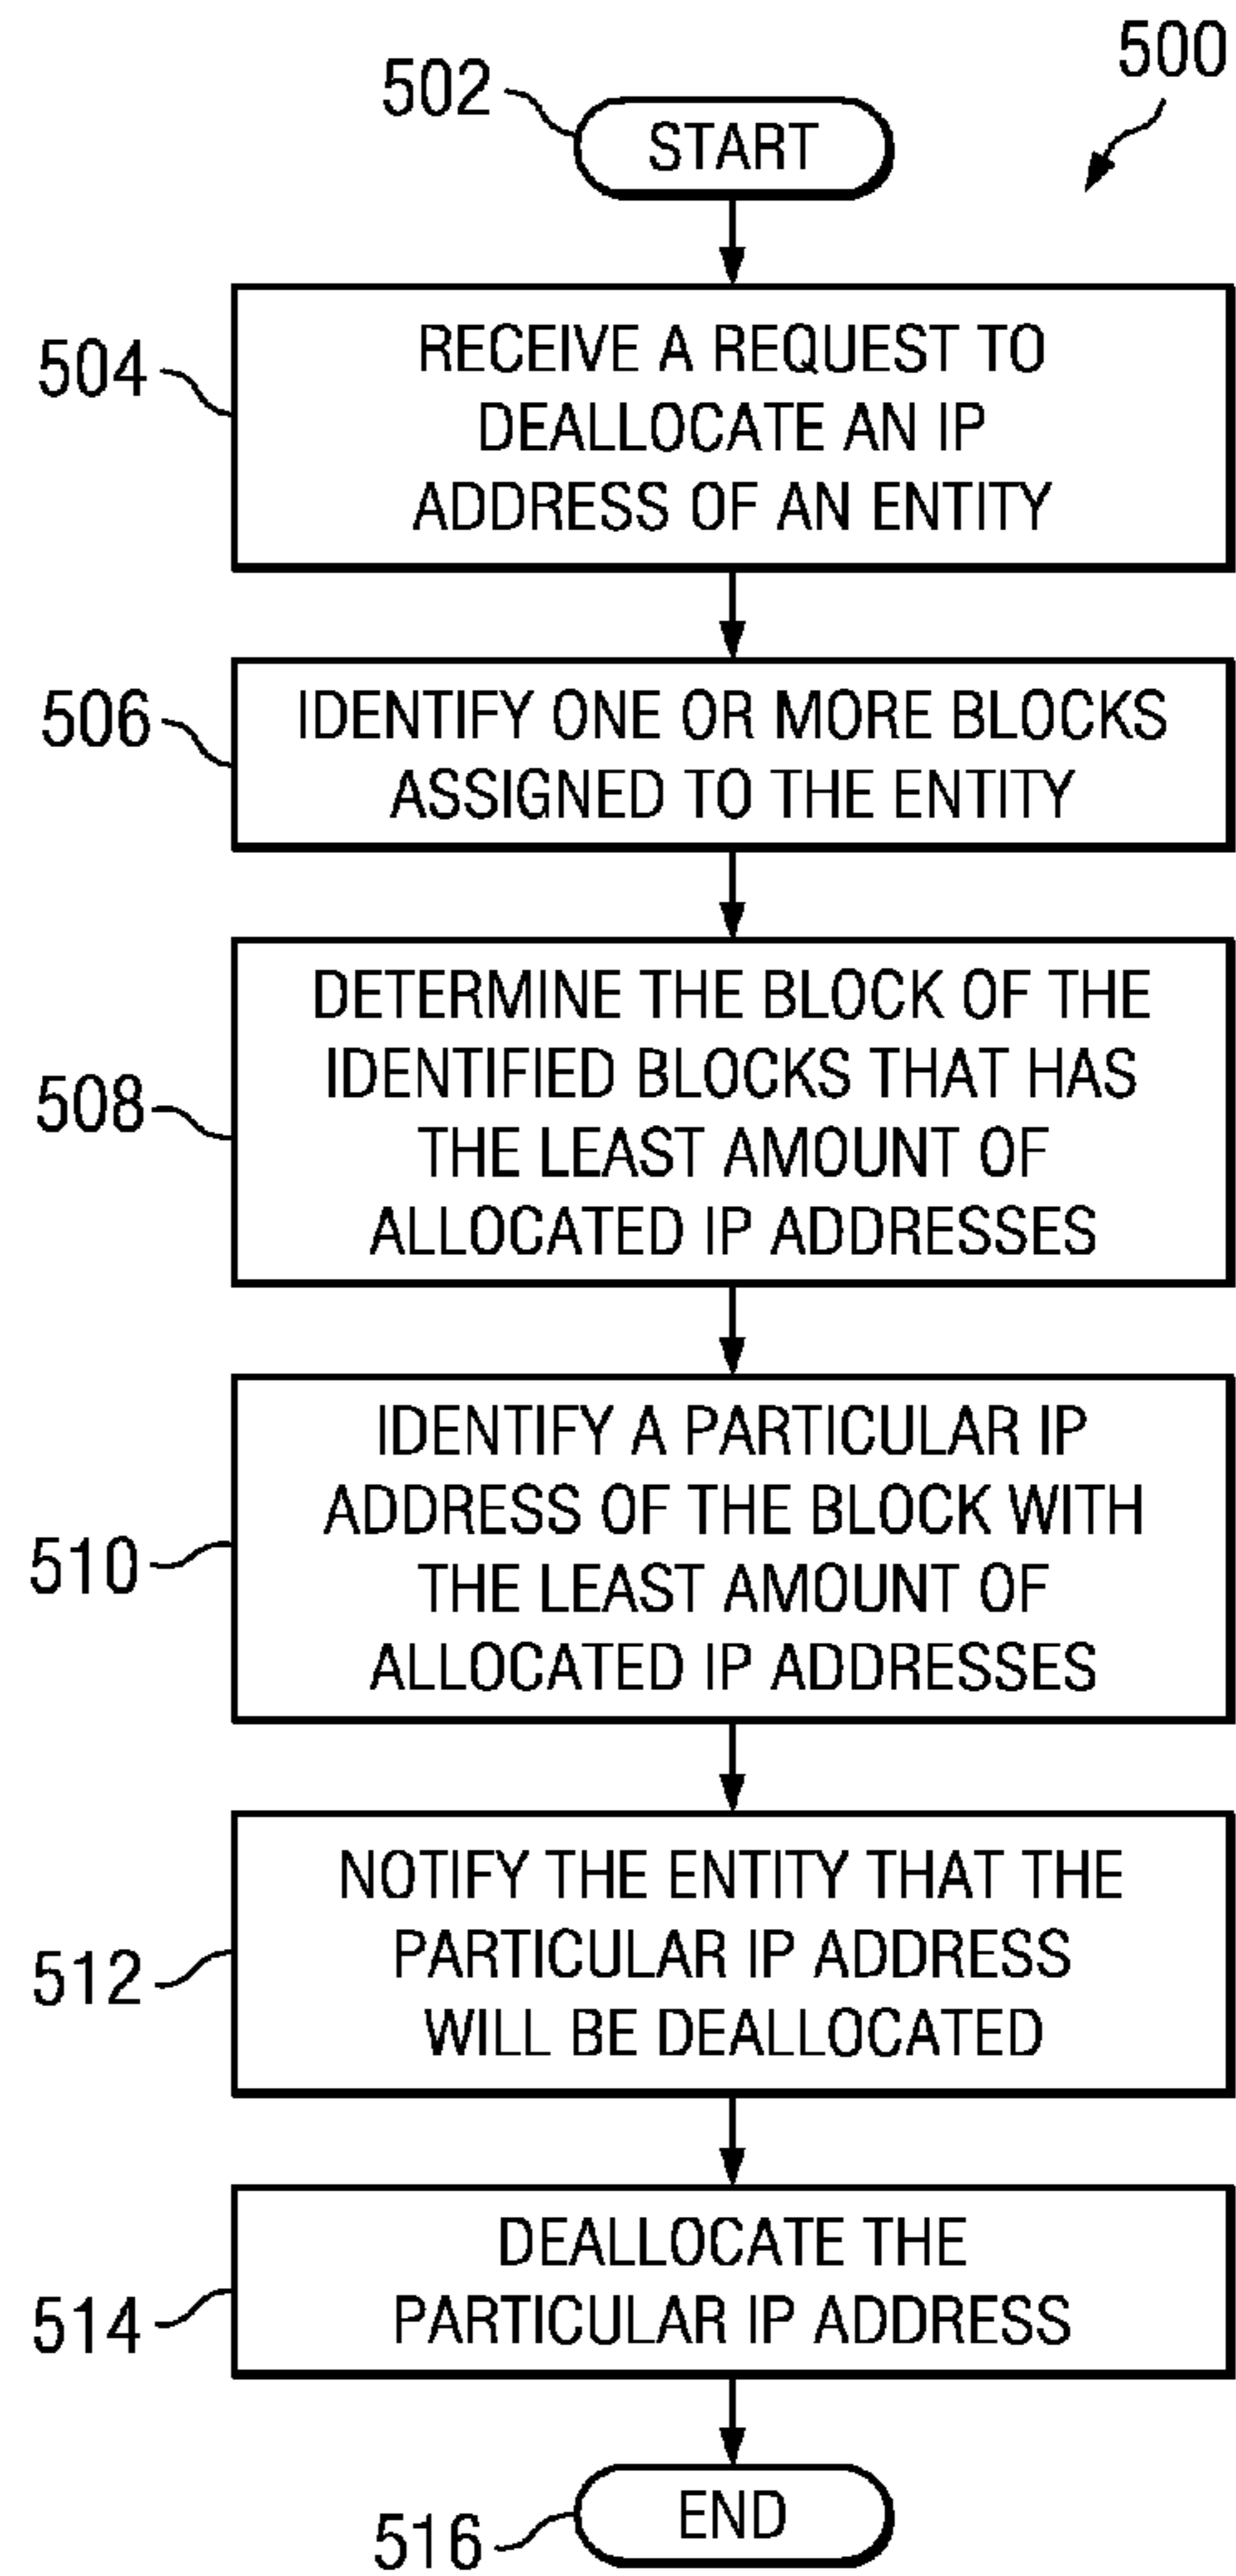 500
502
START
504
RECEIVE A REQUEST TO
DEALLOCATE AN IP
ADDRESS OF AN ENTITY
506
IDENTIFY ONE OR MORE BLOCKS
ASSIGNED TO THE ENTITY
508
DETERMINE THE BLOCK OF THE
IDENTIFIED BLOCKS THAT HAS
THE LEAST AMOUNT OF
ALLOCATED IP ADDRESSES
510
IDENTIFY A PARTICULAR IP
ADDRESS OF THE BLOCK WITH
THE LEAST AMOUNT OF
ALLOCATED IP ADDRESSES
512
NOTIFY THE ENTITY THAT THE
PARTICULAR IP ADDRESS
WILL BE DEALLOCATED
514
DEALLOCATE THE
PARTICULAR IP ADDRESS
516
END